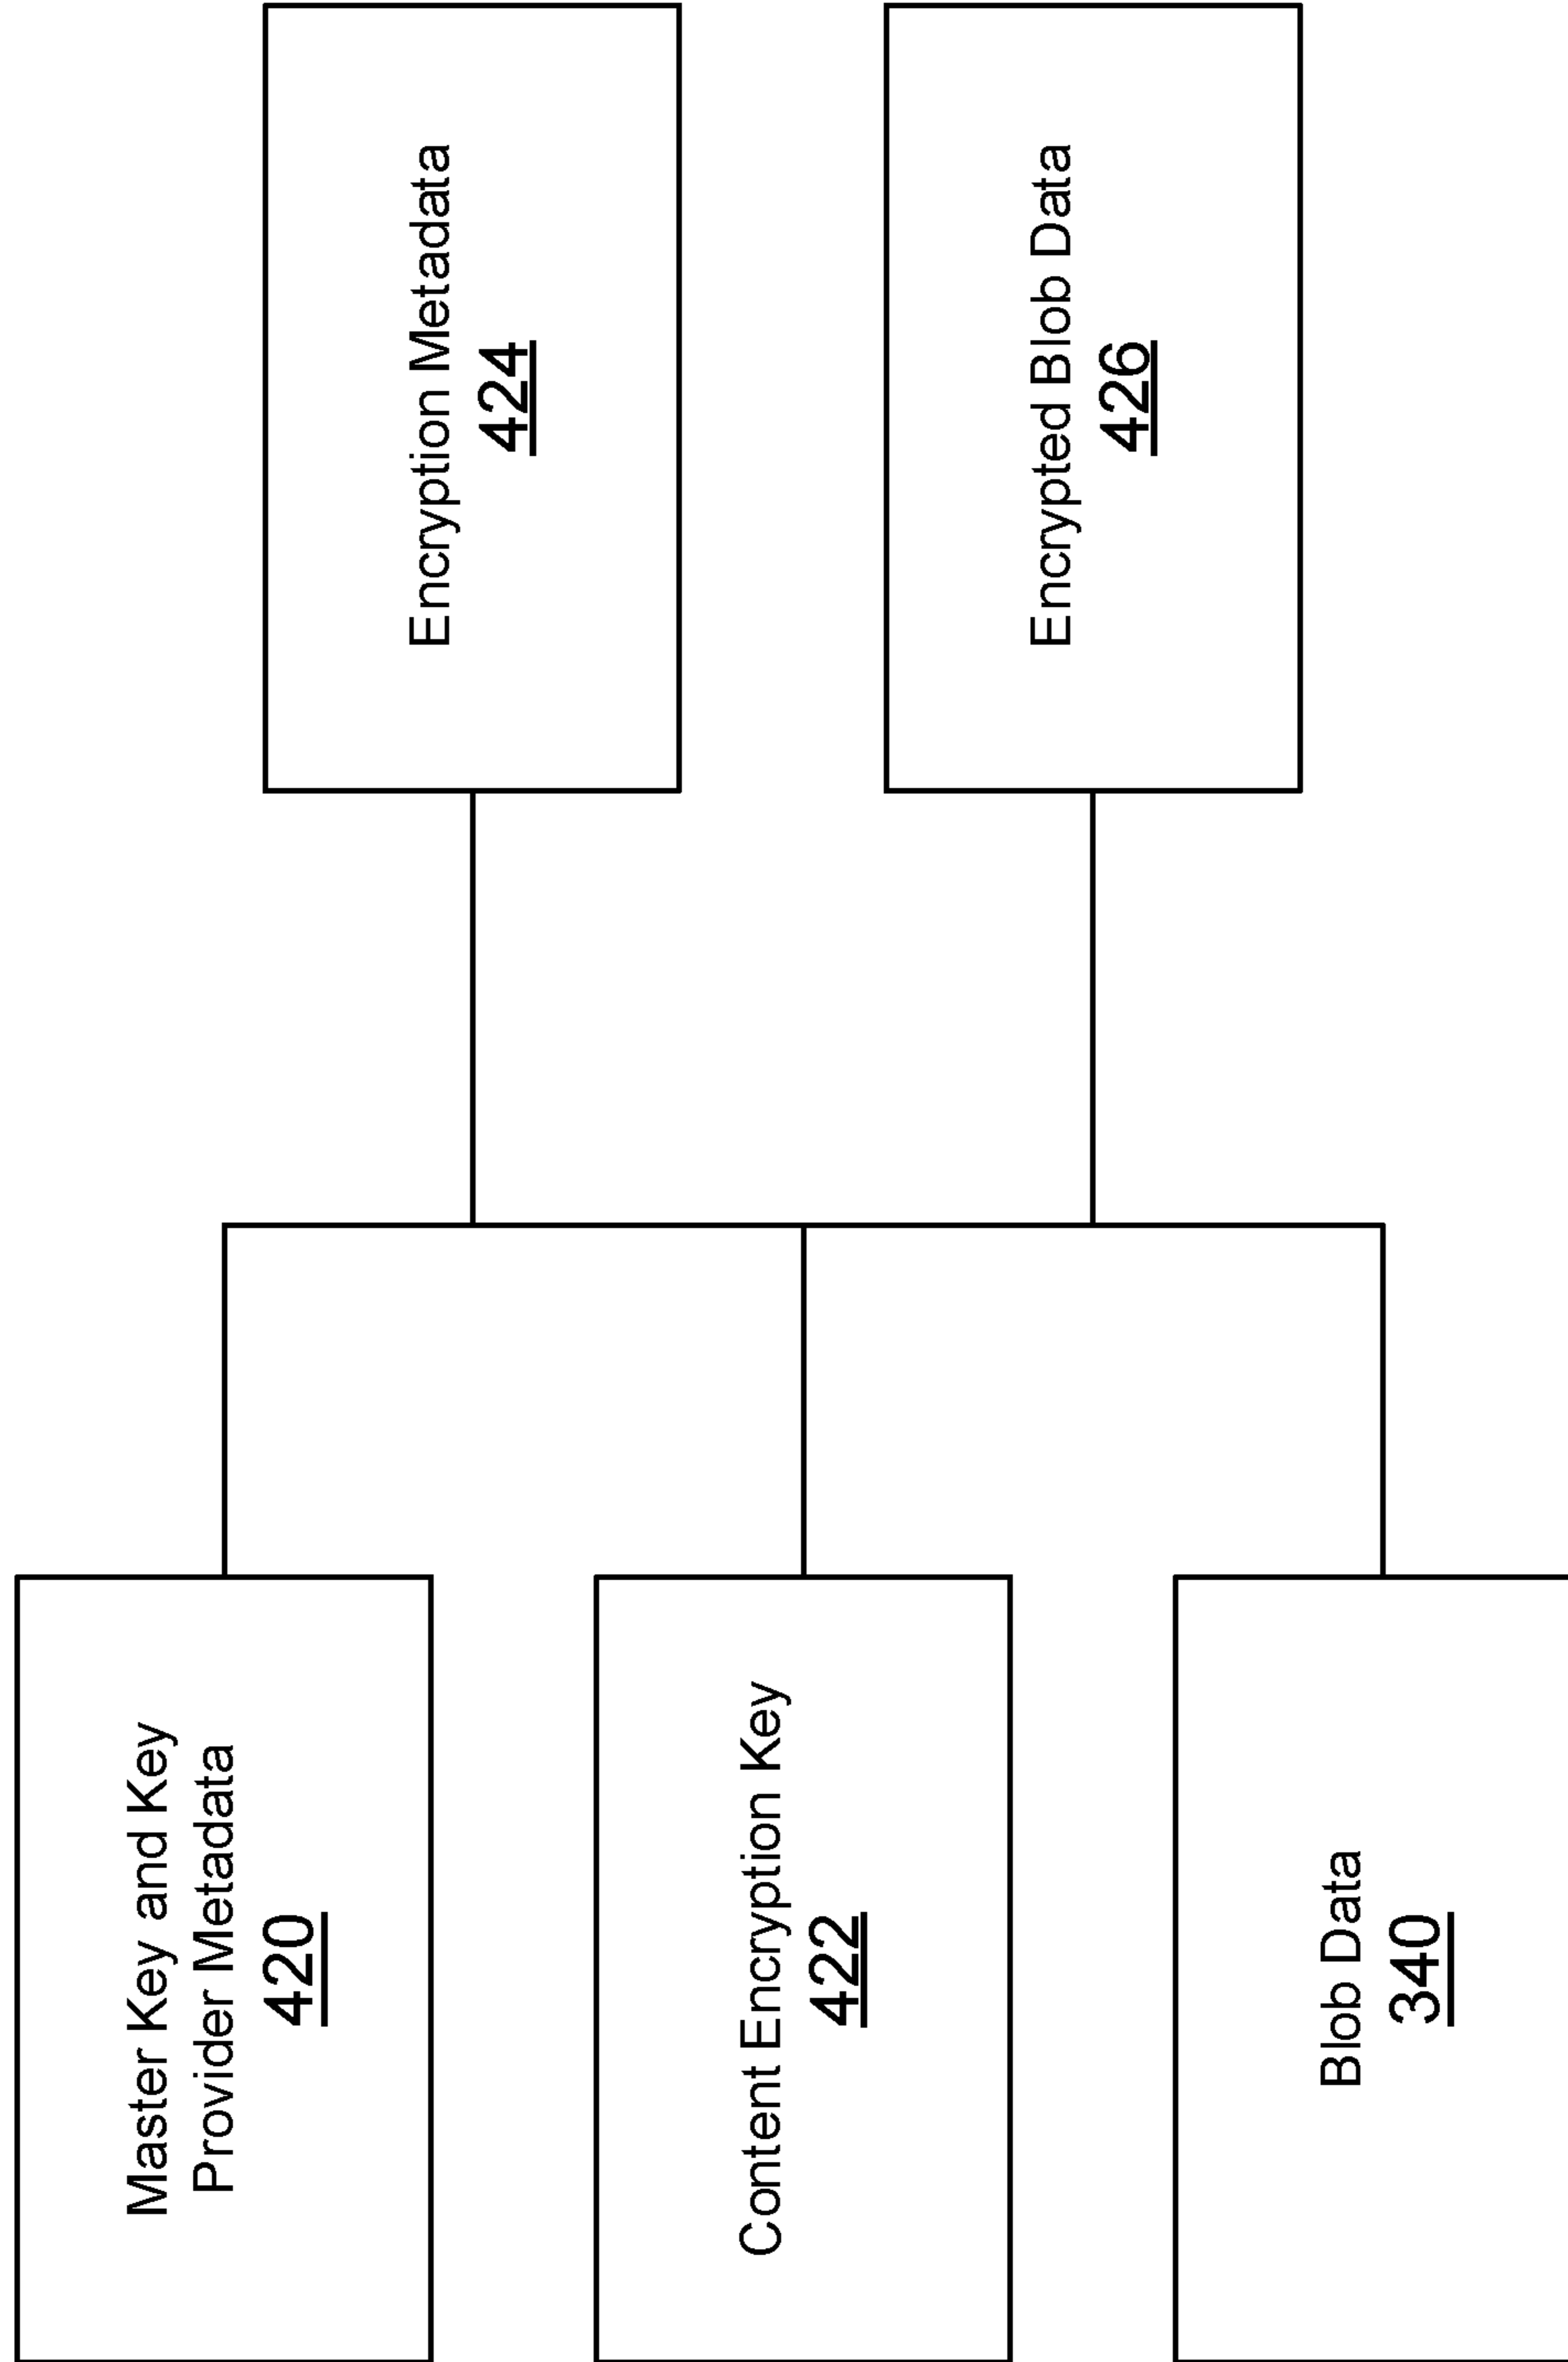 Master Key and Key
Provider Metadata
420
Content Encryption Key
422
Blob Data
340
Encryption Metadata
424
Encrypted Blob Data
426